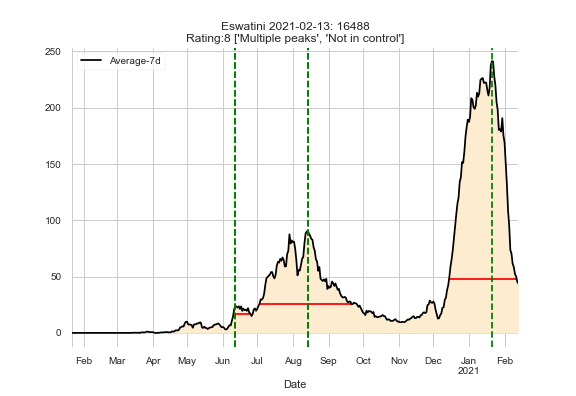 Eswatini 2021-02-13: 16488
Rating:8 ['Multiple peaks', 'Not in control']
Average-7d
250
200
150
100
50
0
Feb Mar Apr May Jun Jul Aug Sep Oct Nov Dec Jan Feb
2021
Date